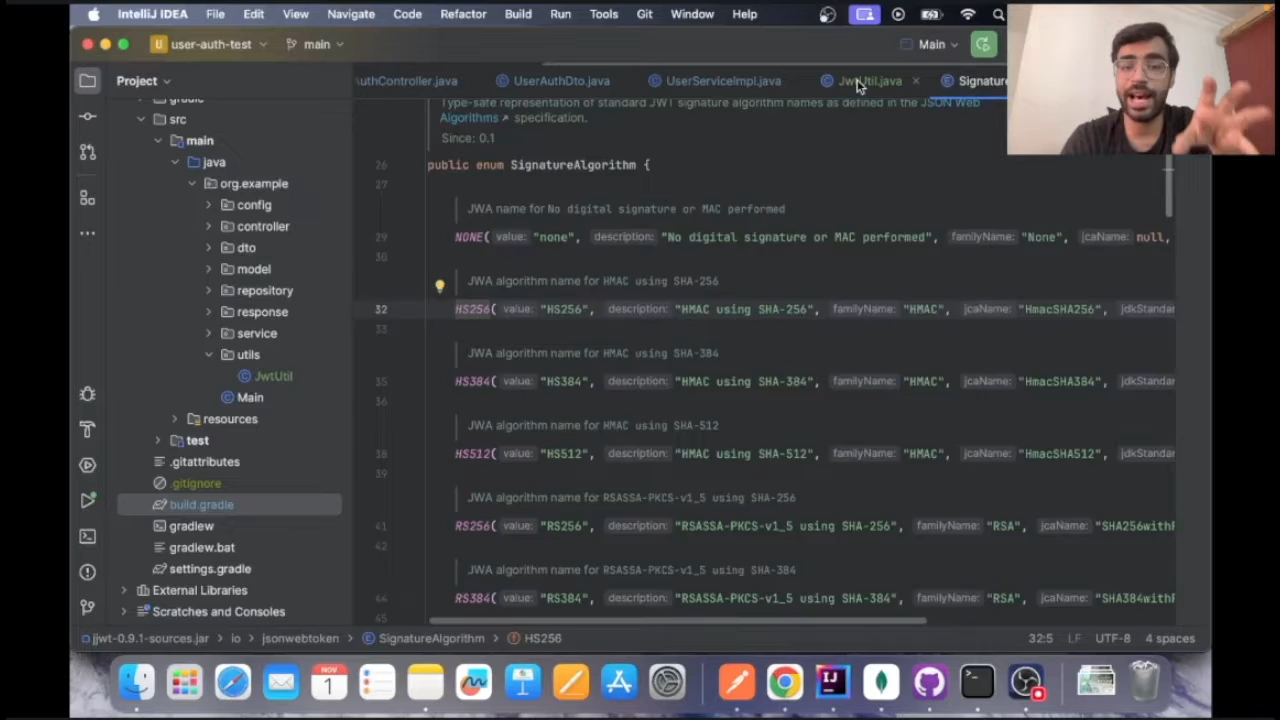 IntelliJ IDEA File Edit View Navigate Code Refactor Build Run Tools Git Window Help
U user-auth-test main Main
Project
uthController.java UserAuthDto.java UserServiceImpl.java JwtUtil.java Signature
gradle
src
main
java
org.example
config
controller
dto
model
repository
response
service
utils
JwtUtil
Main
resources
test
.gitattributes
.gitignore
build.gradle
gradlew
gradlew.bat
settings.gradle
External Libraries
Scratches and Consoles
Type-safe representation of standard JWT signature algorithm names as defined in the JSON Web
Algorithms ↗ specification.
Since: 0.1
26 public enum SignatureAlgorithm {
27
JWA name for No digital signature or MAC performed
29 NONE( value: "none", description: "No digital signature or MAC performed", familyName: "None", jcaName: null,
30
JWA algorithm name for HMAC using SHA-256
32 HS256( value: "HS256", description: "HMAC using SHA-256", familyName: "HMAC", jcaName: "HmacSHA256", jdkStandar
33
JWA algorithm name for HMAC using SHA-384
35 HS384( value: "HS384", description: "HMAC using SHA-384", familyName: "HMAC", jcaName: "HmacSHA384", jdkStandar
36
JWA algorithm name for HMAC using SHA-512
38 HS512( value: "HS512", description: "HMAC using SHA-512", familyName: "HMAC", jcaName: "HmacSHA512", jdkStandar
39
JWA algorithm name for RSASSA-PKCS-v1_5 using SHA-256
41 RS256( value: "RS256", description: "RSASSA-PKCS-v1_5 using SHA-256", familyName: "RSA", jcaName: "SHA256withR
42
JWA algorithm name for RSASSA-PKCS-v1_5 using SHA-384
44 RS384( value: "RS384", description: "RSASSA-PKCS-v1_5 using SHA-384", familyName: "RSA", jcaName: "SHA384withR
45
jjwt-0.9.1-sources.jar io jsonwebtoken SignatureAlgorithm HS256 32:5 LF UTF-8 4 spaces
NOV
1
IJ